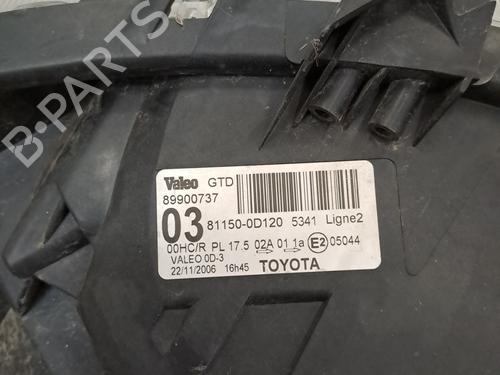 B-PARTS
Valeo GTD
89900737
03 81150-0D120 5341 Ligne2
00HC/R PL 17.5 02A 01 1a E2 05044
VALEO 0D-3
22/11/2006 16h45 TOYOTA